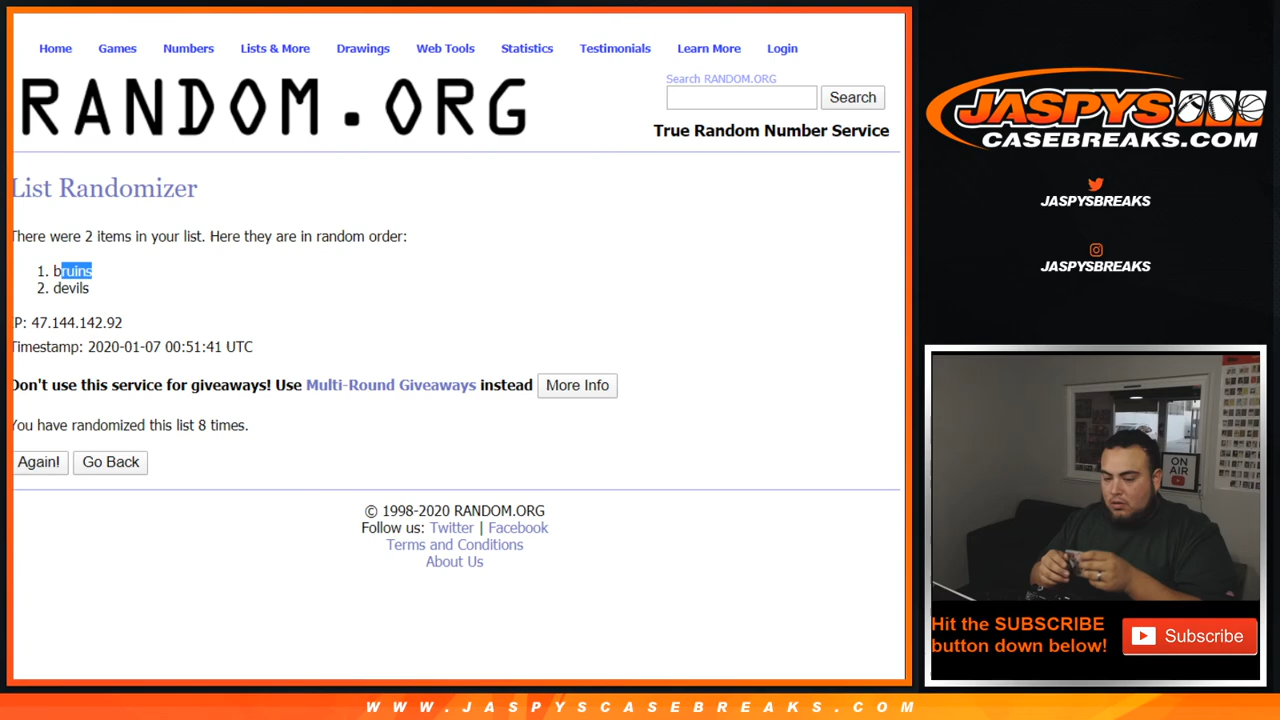 Home Games Numbers Lists & More Drawings Web Tools Statistics Testimonials Learn More Login
RANDOM.ORG
Search RANDOM.ORG
Search
True Random Number Service
List Randomizer
There were 2 items in your list. Here they are in random order:
1. bruins
2. devils
IP: 47.144.142.92
Timestamp: 2020-01-07 00:51:41 UTC
Don't use this service for giveaways! Use Multi-Round Giveaways instead More Info
You have randomized this list 8 times.
Again! Go Back
© 1998-2020 RANDOM.ORG
Follow us: Twitter | Facebook
Terms and Conditions
About Us
JASPYS
CASEBREAKS.COM
JASPYSBREAKS
JASPYSBREAKS
ON
AIR
Hit the SUBSCRIBE
button down below!
Subscribe
WWW.JASPYSCASEBREAKS.COM